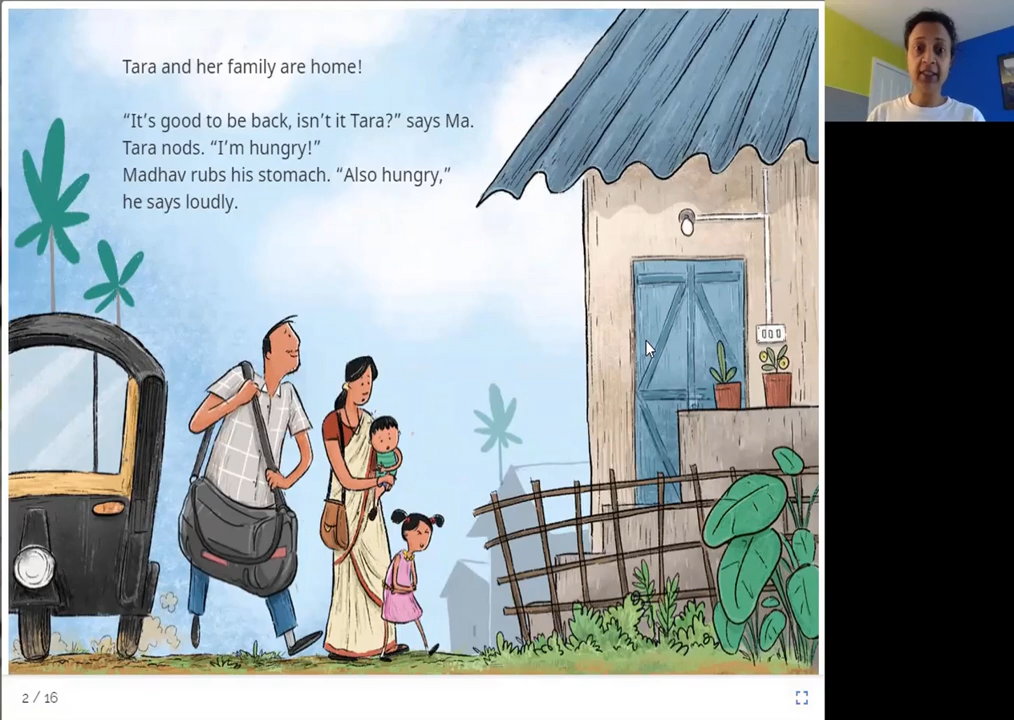 Tara and her family are home!
“It’s good to be back, isn’t it Tara?” says Ma.
Tara nods. “I’m hungry!”
Madhav rubs his stomach. “Also hungry,”
he says loudly.
2 / 16